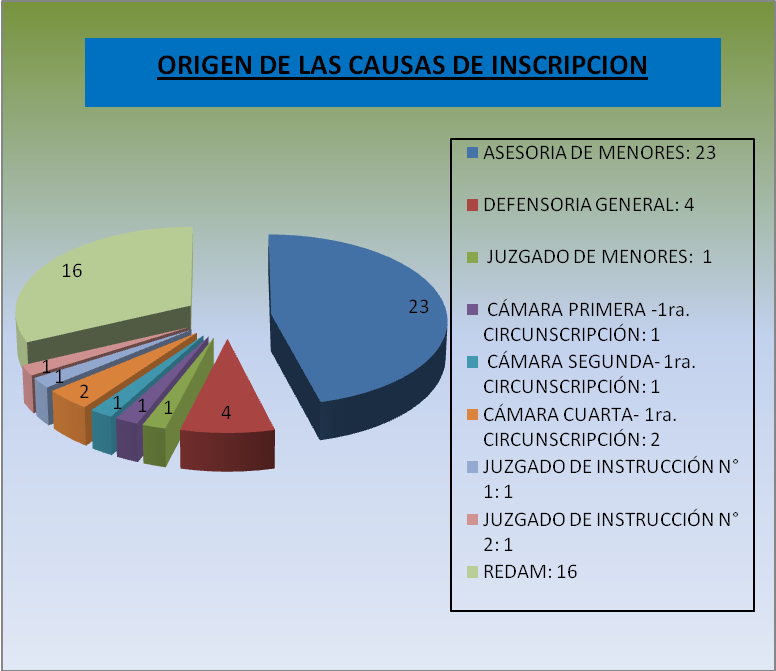 ORIGEN DE LAS CAUSAS DE INSCRIPCION
ASESORIA DE MENORES: 23
DEFENSORIA GENERAL: 4
JUZGADO DE MENORES: 1
CÁMARA PRIMERA -1ra.
CIRCUNSCRIPCIÓN: 1
CÁMARA SEGUNDA- 1ra.
CIRCUNSCRIPCIÓN: 1
CÁMARA CUARTA- 1ra.
CIRCUNSCRIPCIÓN: 2
JUZGADO DE INSTRUCCIÓN N°
1: 1
JUZGADO DE INSTRUCCIÓN N°
2: 1
REDAM: 16
16
23
1
1
2
1
1
1
4